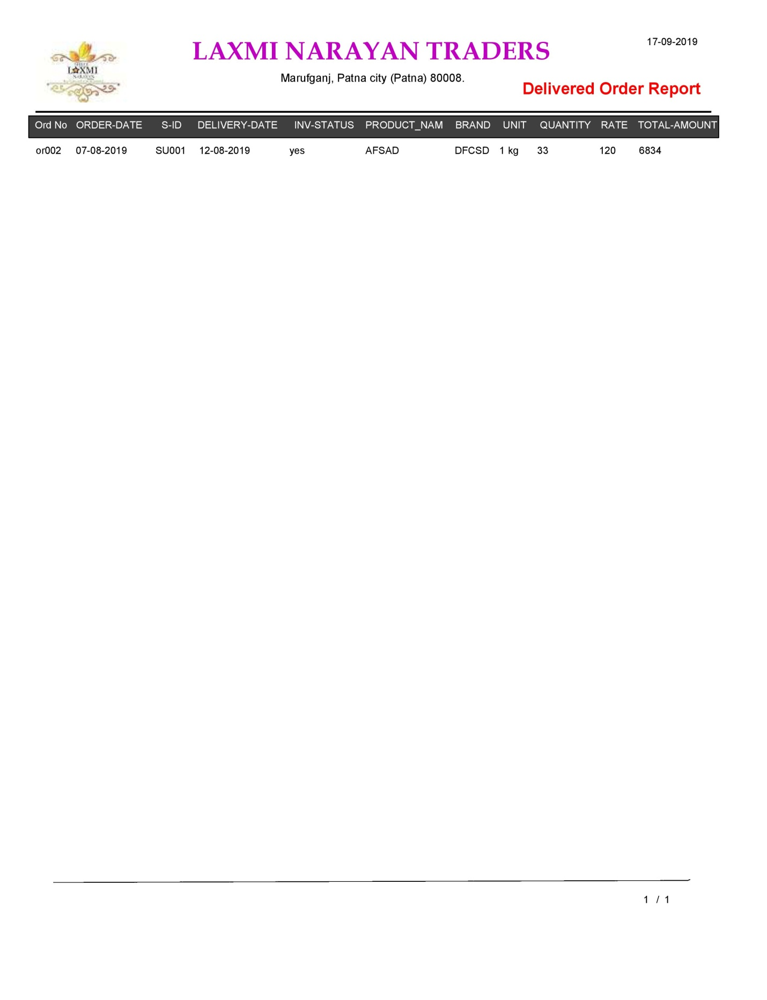 17-09-2019
LAXMI NARAYAN TRADERS
SHREE
LAXMI
NARAYAN
Marufganj, Patna city (Patna) 80008.
Delivered Order Report
Ord No ORDER-DATE S-ID DELIVERY-DATE INV-STATUS PRODUCT_NAM BRAND UNIT QUANTITY RATE TOTAL-AMOUNT
or002 07-08-2019 SU001 12-08-2019 yes AFSAD DFCSD 1 kg 33 120 6834
1 / 1